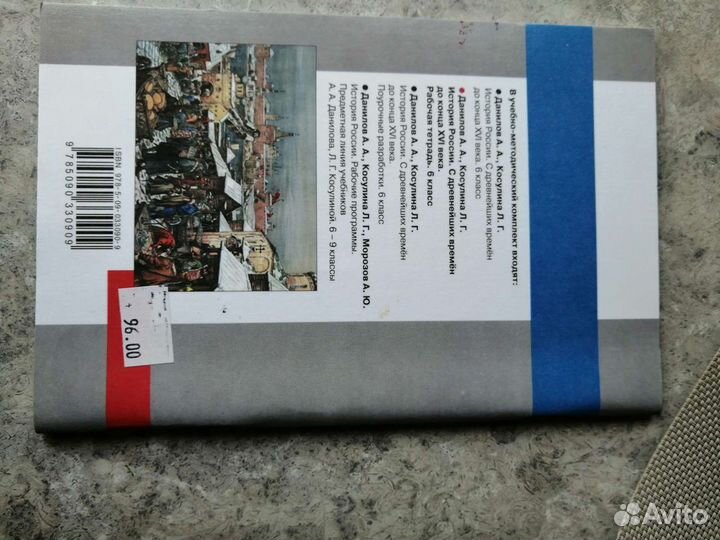 В учебно-методический комплект входят:
● Данилов А. А., Косулина Л. Г.
История России. С древнейших времён
до конца XVI века. 6 класс
● Данилов А. А., Косулина Л. Г.
История России. С древнейших времён
до конца XVI века.
Рабочая тетрадь. 6 класс
● Данилов А. А., Косулина Л. Г.
История России. С древнейших времён
до конца XVI века.
Поурочные разработки. 6 класс
● Данилов А. А., Косулина Л. Г., Морозов А. Ю.
История России. Рабочие программы.
Предметная линия учебников
А. А. Данилова, Л. Г. Косулиной. 6 – 9 классы
ISBN 978-5-09-033090-9
9 785090 330909
96.00
Avito